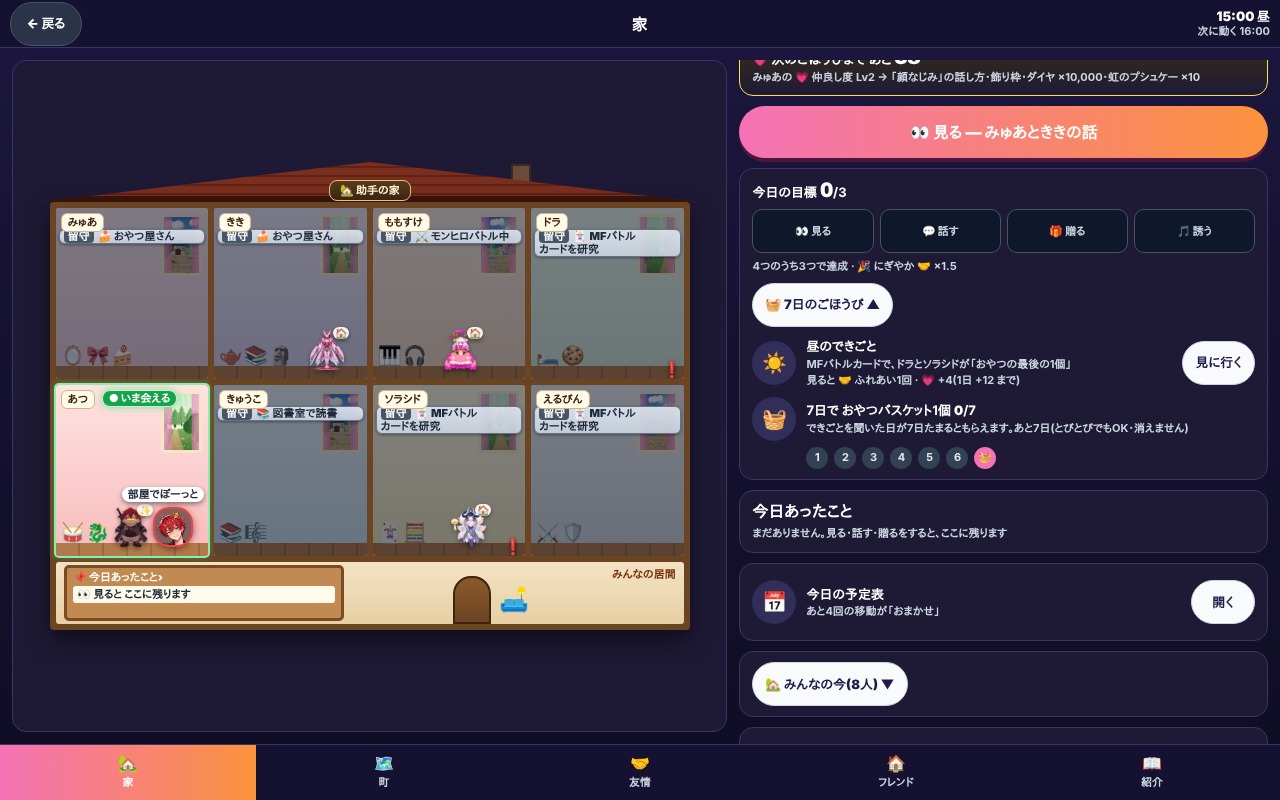 ← 戻る
家
15:00 昼
次に動く 16:00
🏡 助手の家
みゅあ
留守 🍰 おやつ屋さん
きき
留守 🍰 おやつ屋さん
ももすけ
留守 ⚔️ モンヒロバトル中
ドラ
留守 🃏 MFバトル
カードを研究
あつ
● いま会える
部屋でぼーっと
きゅうこ
留守 📚 図書室で読書
ソラシド
留守 🃏 MFバトル
カードを研究
えるびん
留守 🃏 MFバトル
カードを研究
📌 今日あったこと›
👀 見ると ここに残ります
みんなの居間
みゅあの 💗 仲良し度 Lv2 → 「顔なじみ」の話し方・飾り枠・ダイヤ ×10,000・虹のプシュケー ×10
👀 見る — みゅあとききの話
今日の目標 0/3
👀 見る
💬 話す
🎁 贈る
🎵 誘う
4つのうち3つで達成・🎉 にぎやか 🤝 ×1.5
🧺 7日のごほうび ▲
昼のできごと
MFバトルカードで、ドラとソラシドが「おやつの最後の1個」
見ると 🤝 ふれあい1回・💗 +4(1日 +12 まで)
見に行く
7日で おやつバスケット1個 0/7
できごとを聞いた日が7日たまるともらえます。あと7日(とびとびでもOK・消えません)
1 2 3 4 5 6
今日あったこと
まだありません。見る・話す・贈るをすると、ここに残ります
今日の予定表
あと4回の移動が「おまかせ」
開く
🏡 みんなの今(8人) ▼
家
町
友情
フレンド
紹介